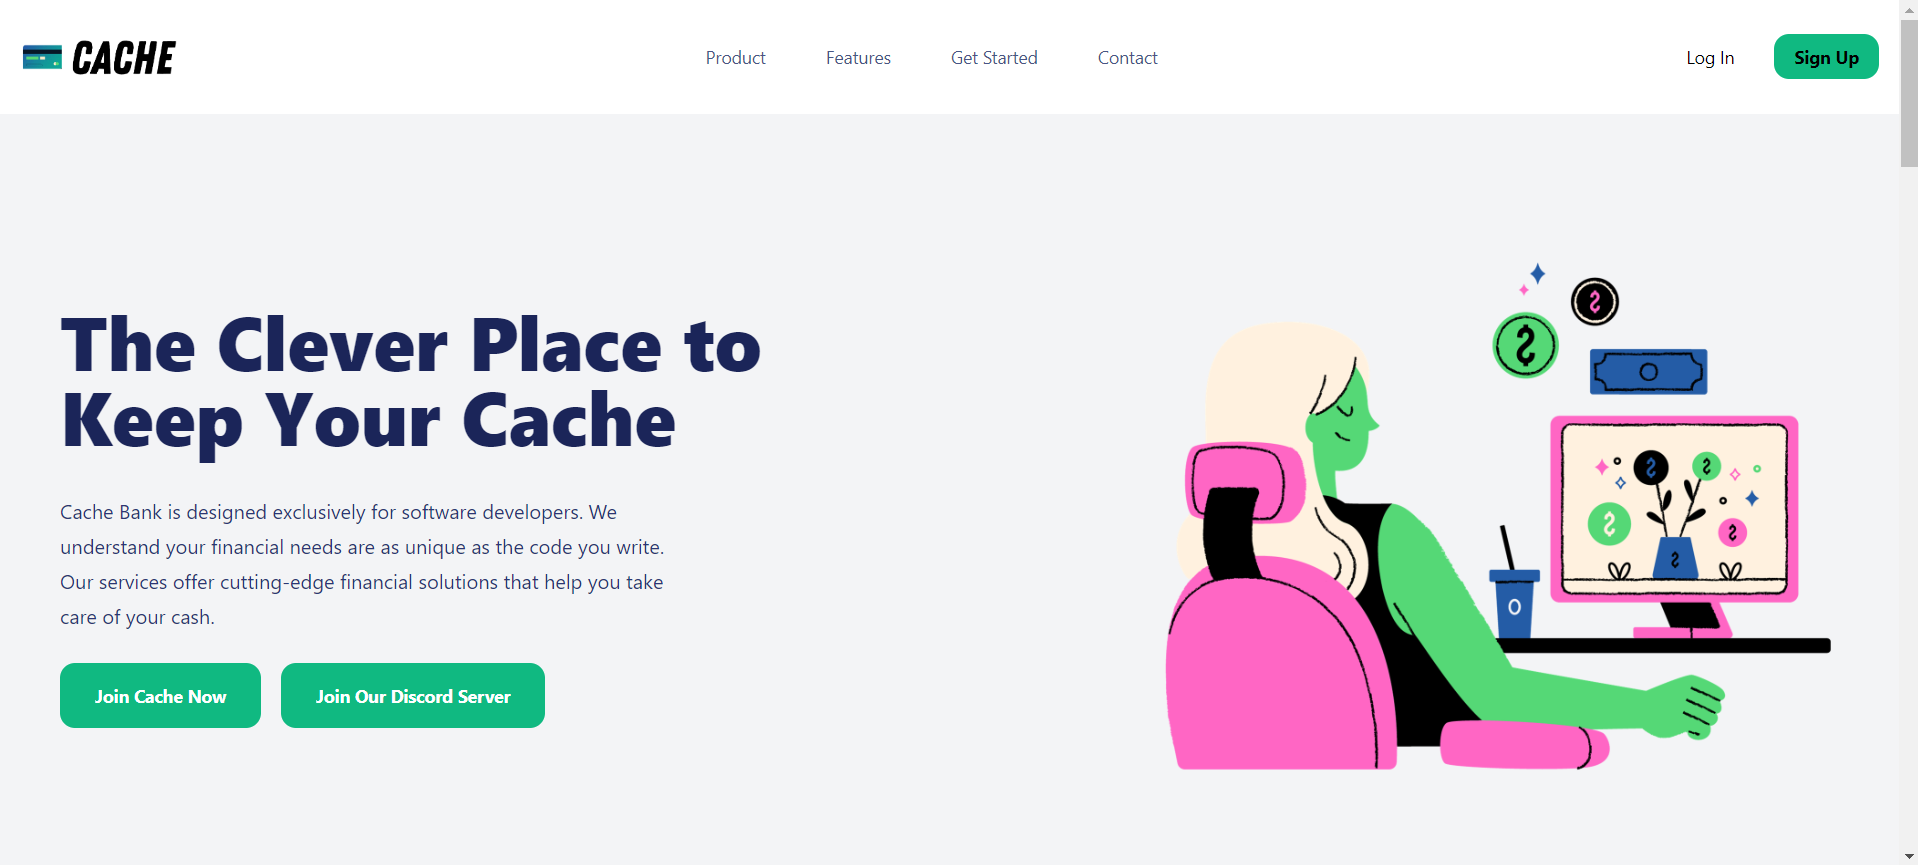 CACHE
Product
Features
Get Started
Contact
Log In
Sign Up
The Clever Place to
Keep Your Cache
Cache Bank is designed exclusively for software developers. We
understand your financial needs are as unique as the code you write.
Our services offer cutting-edge financial solutions that help you take
care of your cash.
Join Cache Now
Join Our Discord Server